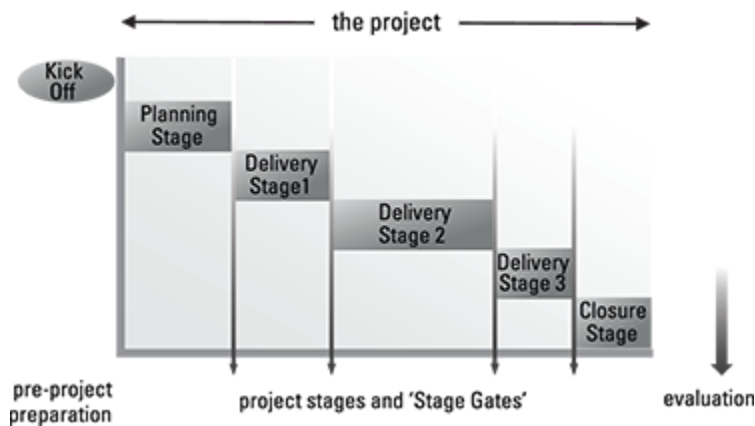 the project
Kick
Off
Planning
Stage
Delivery
Stage1
Delivery
Stage 2
Delivery
Stage 3
Closure
Stage
pre-project
preparation
project stages and 'Stage Gates'
evaluation